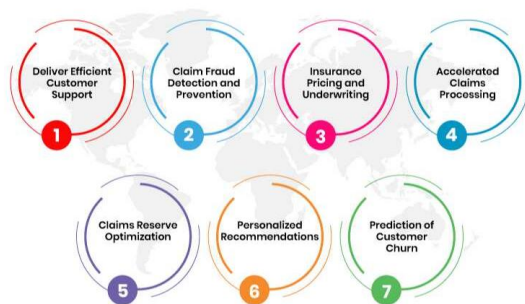 Deliver Efficient
Customer
Support
1
Claim Fraud
Detection and
Prevention
2
Insurance
Pricing and
Underwriting
3
Accelerated
Claims
Processing
4
Claims Reserve
Optimization
5
Personalized
Recommendations
6
Prediction of
Customer
Churn
7